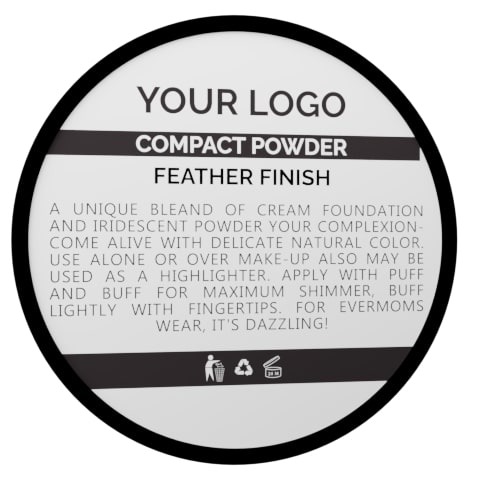 YOUR LOGO
COMPACT POWDER
FEATHER FINISH
A UNIQUE BLEAND OF CREAM FOUNDATION
AND IRIDESCENT POWDER YOUR COMPLEXION-
COME ALIVE WITH DELICATE NATURAL COLOR.
USE ALONE OR OVER MAKE-UP ALSO MAY BE
USED AS A HIGHLIGHTER. APPLY WITH PUFF
AND BUFF FOR MAXIMUM SHIMMER, BUFF
LIGHTLY WITH FINGERTIPS. FOR EVERMOMS
WEAR, IT'S DAZZLING!
24 M